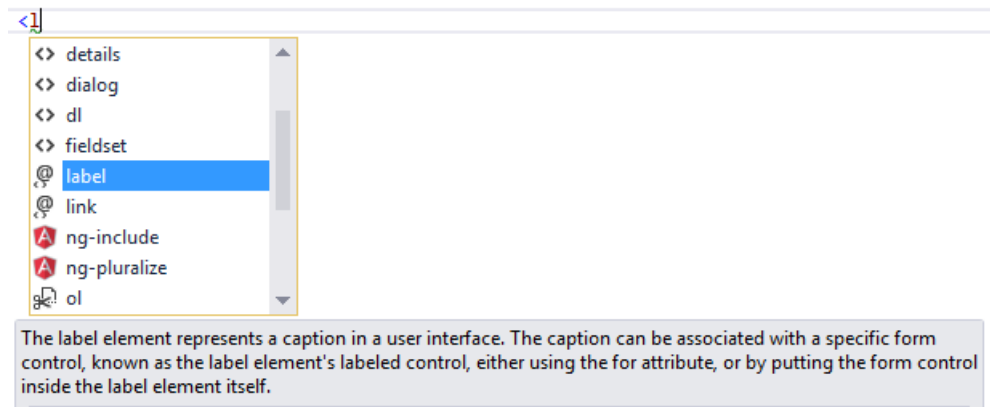 <l
details
dialog
dl
fieldset
label
link
ng-include
ng-pluralize
ol
The label element represents a caption in a user interface. The caption can be associated with a specific form
control, known as the label element's labeled control, either using the for attribute, or by putting the form control
inside the label element itself.